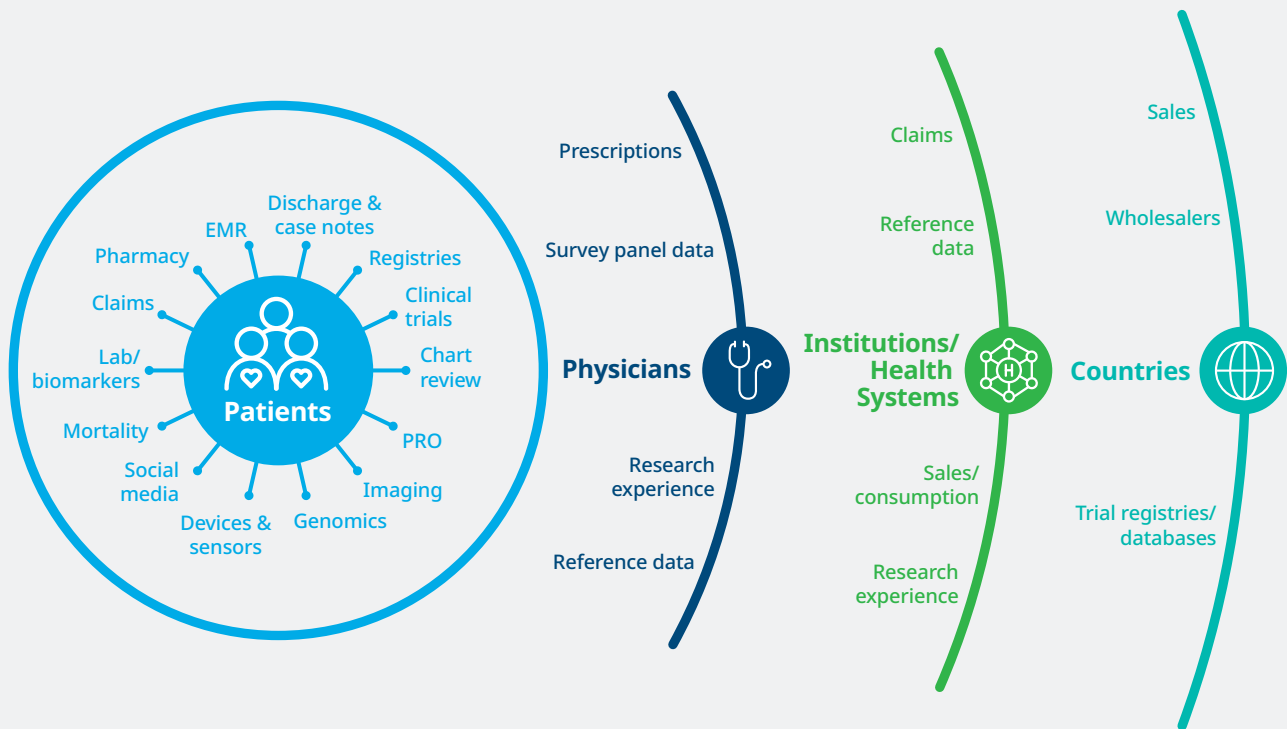 Discharge &
case notes
EMR
Registries
Pharmacy
Clinical
trials
Claims
Chart
review
Lab/
biomarkers
Patients
PRO
Mortality
Imaging
Social
media
Genomics
Devices &
sensors
Prescriptions
Survey panel data
Physicians
Research
experience
Reference data
Claims
Reference
data
Institutions/
Health
Systems
H
Sales/
consumption
Research
experience
Sales
Wholesalers
Countries
Trial registries/
databases